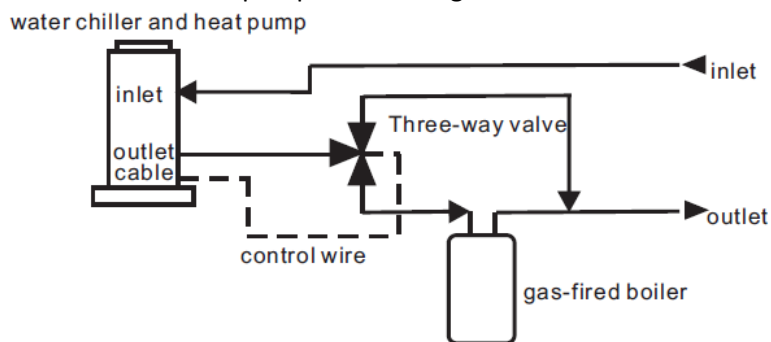 water chiller and heat pump
inlet
inlet
Three-way valve
outlet
cable
outlet
control wire
gas-fired boiler